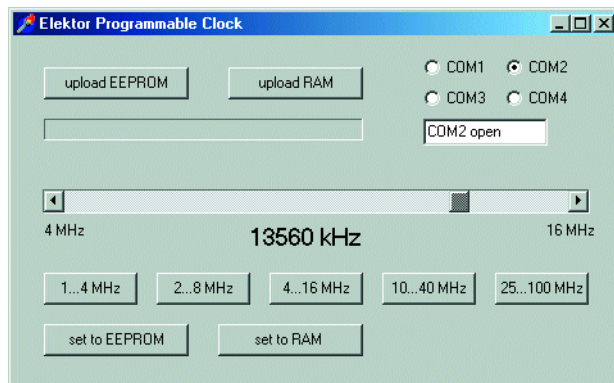 Elektor Programmable Clock
upload EEPROM upload RAM
COM1 COM2
COM3 COM4
COM2 open
4 MHz 13560 kHz 16 MHz
1...4 MHz 2...8 MHz 4...16 MHz 10...40 MHz 25...100 MHz
set to EEPROM set to RAM